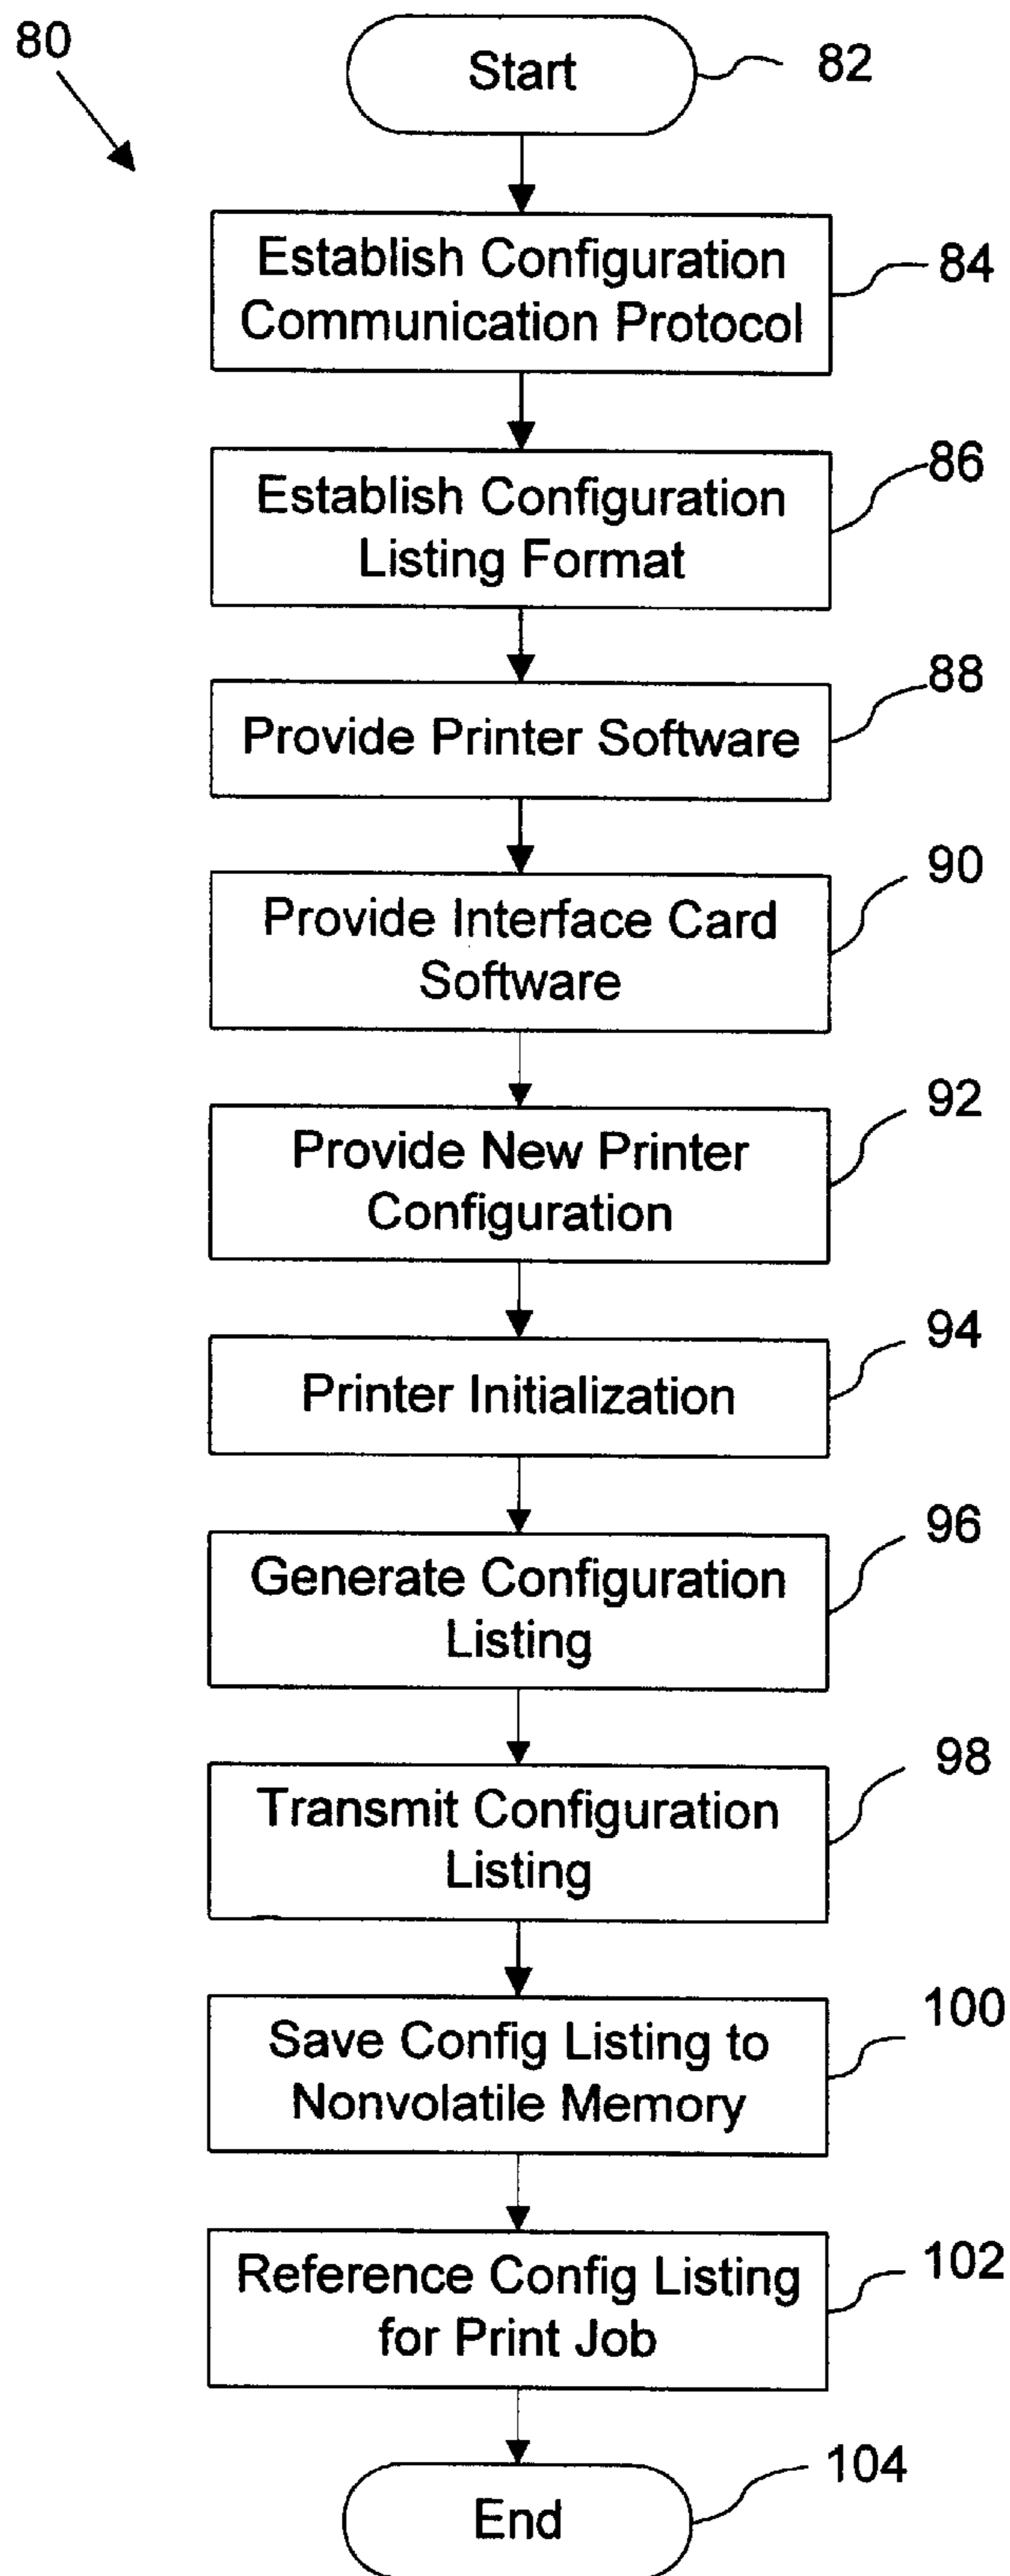 80
Start
82
Establish Configuration
Communication Protocol
84
Establish Configuration
Listing Format
86
Provide Printer Software
88
Provide Interface Card
Software
90
Provide New Printer
Configuration
92
Printer Initialization
94
Generate Configuration
Listing
96
Transmit Configuration
Listing
98
Save Config Listing to
Nonvolatile Memory
100
Reference Config Listing
for Print Job
102
End
104